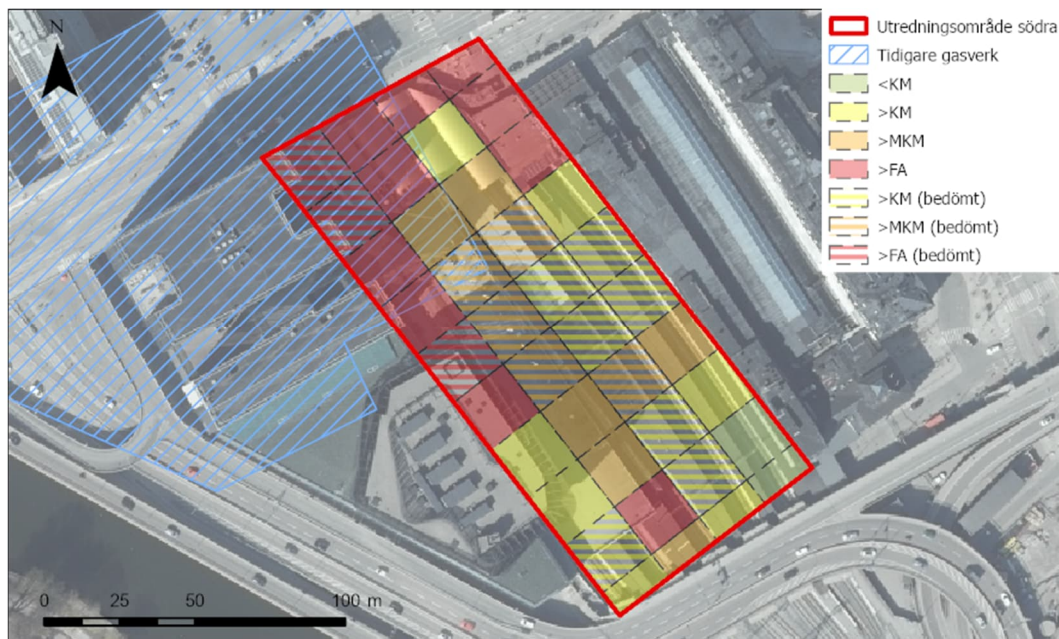 N
Utredningsområde södra
Tidigare gasverk
<KM
>KM
>MKM
>FA
>KM (bedömt)
>MKM (bedömt)
>FA (bedömt)
0 25 50 100 m